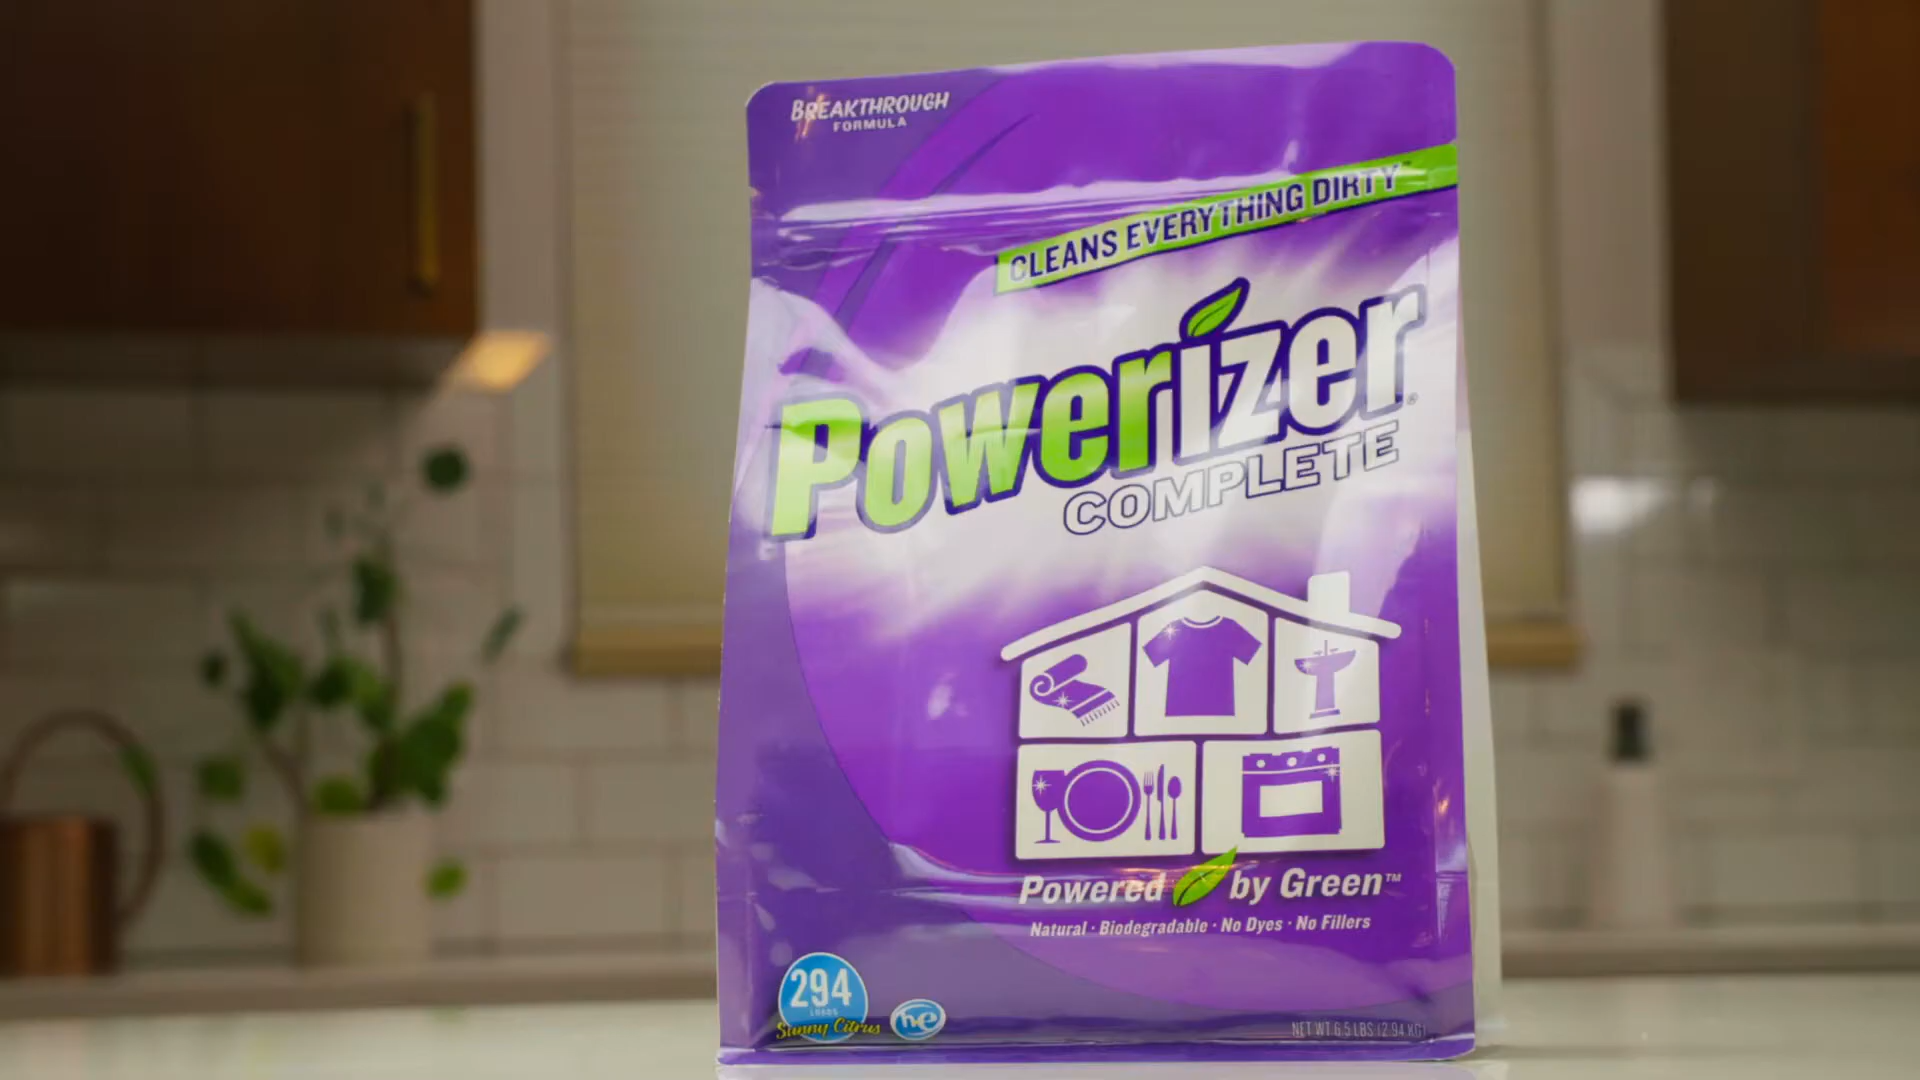 BREAKTHROUGH
FORMULA
CLEANS EVERYTHING DIRTY™
Powerizer®
COMPLETE
Powered by Green™
Natural · Biodegradable · No Dyes · No Fillers
294
LOADS
Sunny Citrus
he
NET WT 6.5 LBS (2.94 KG)